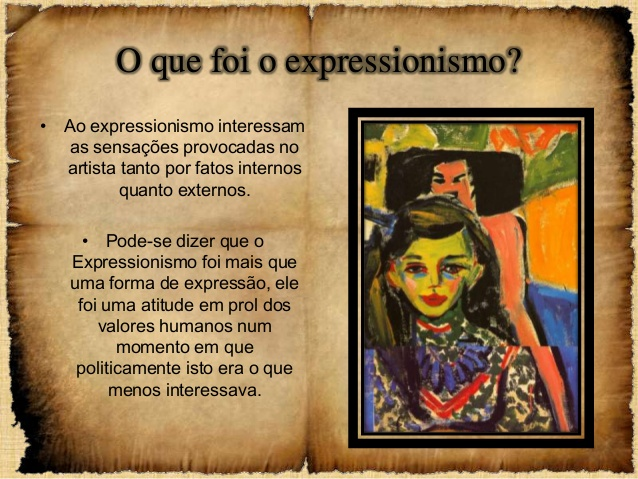 O que foi o expressionismo?
• Ao expressionismo interessam
as sensações provocadas no
artista tanto por fatos internos
quanto externos.
• Pode-se dizer que o
Expressionismo foi mais que
uma forma de expressão, ele
foi uma atitude em prol dos
valores humanos num
momento em que
politicamente isto era o que
menos interessava.